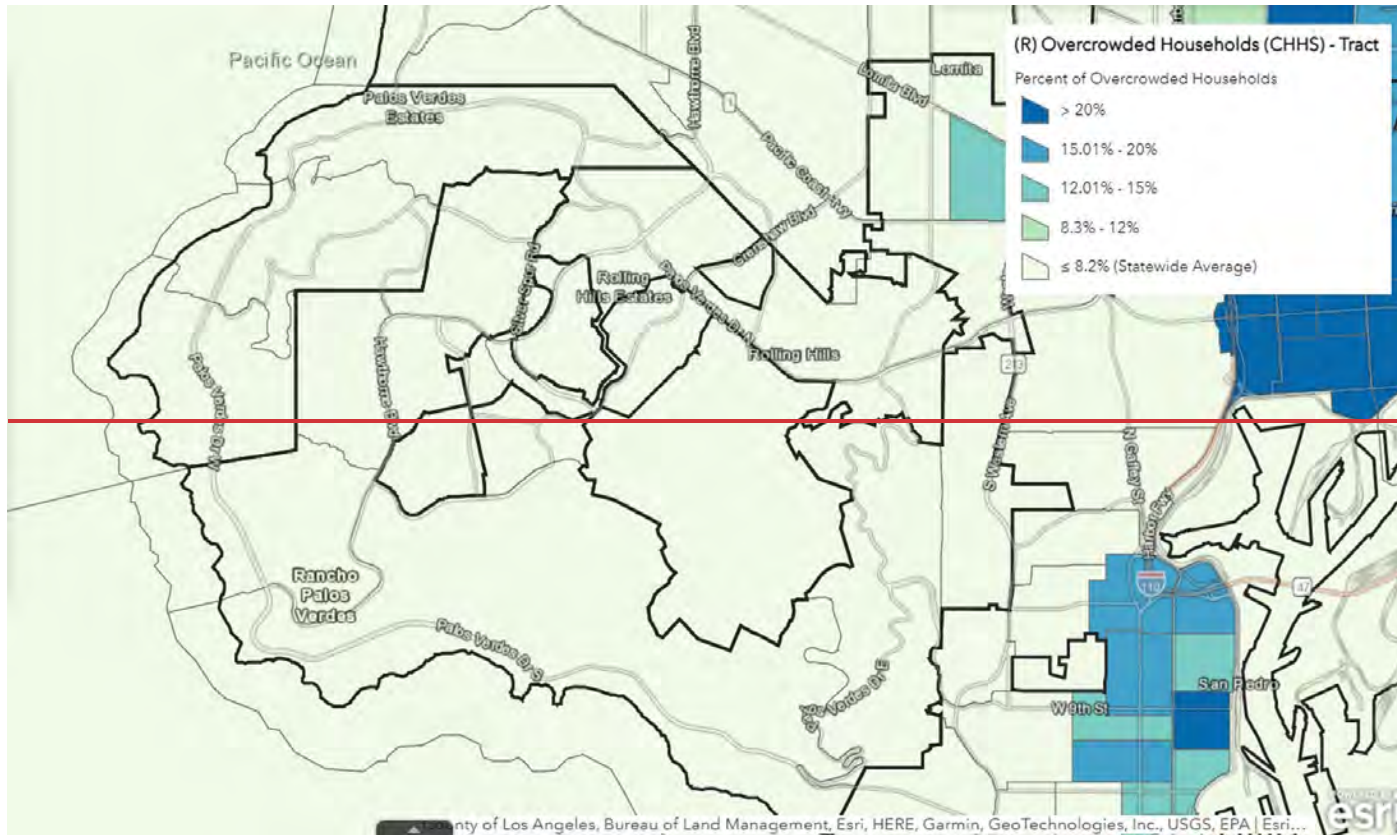 Pacific Ocean
Palos Verdes
Estates
Hawthorne Blvd
1
Pacific Coast Hwy
Lomita Blvd
Lomita
(R) Overcrowded Households (CHHS) - Tract
Percent of Overcrowded Households
> 20%
15.01% - 20%
12.01% - 15%
8.3% - 12%
≤ 8.2% (Statewide Average)
Crenshaw Blvd
Silver Spur Rd
Rolling
Hills Estates
Palos Verdes Dr N
Rolling Hills
213
Palos Verdes Dr W
Hawthorne Blvd
S Western Ave
N Gaffey St
Harbor Fwy
110
47
Rancho
Palos
Verdes
Palos Verdes Dr S
Palos Verdes Dr E
San Pedro
W 9th St
County of Los Angeles, Bureau of Land Management, Esri, HERE, Garmin, GeoTechnologies, Inc., USGS, EPA | Esri...
POWERED BY
esri